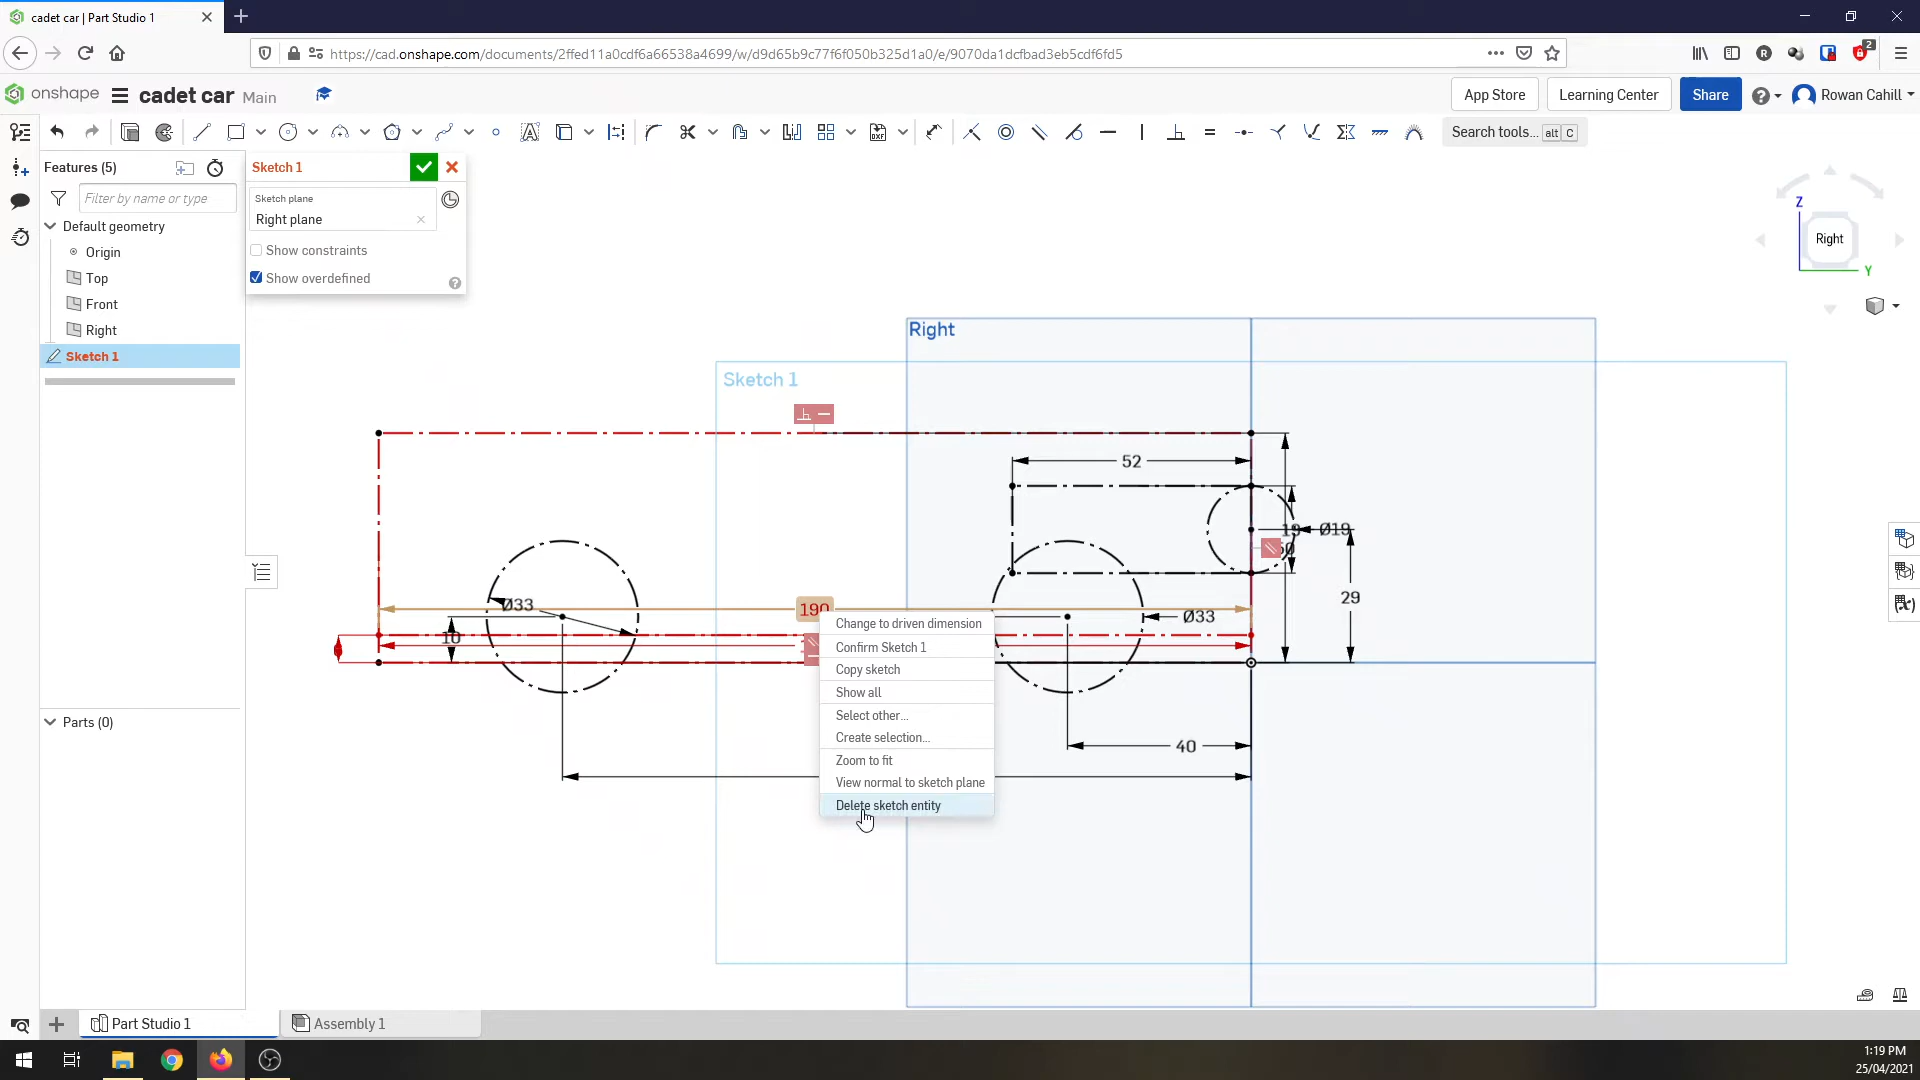 cadet car | Part Studio 1
https://cad.onshape.com/documents/2ffed11a0cdf6a66538a4699/w/d9d65b9c77f6f050b325d1a0/e/9070da1dcfbad3eb5cdf6fd5
2
onshape
cadet car Main
App Store
Learning Center
Share
Rowan Cahill
Search tools... alt C
Features (5)
Filter by name or type
Default geometry
Origin
Top
Front
Right
Sketch 1
Parts (0)
Sketch 1
Sketch plane
Right plane
Show constraints
Show overdefined
Z
Right
Y
Right
Sketch 1
52
Ø19
19
Ø33
29
190
Ø33
10
40
Change to driven dimension
Confirm Sketch 1
Copy sketch
Show all
Select other...
Create selection...
Zoom to fit
View normal to sketch plane
Delete sketch entity
Part Studio 1
Assembly 1
1:19 PM
25/04/2021